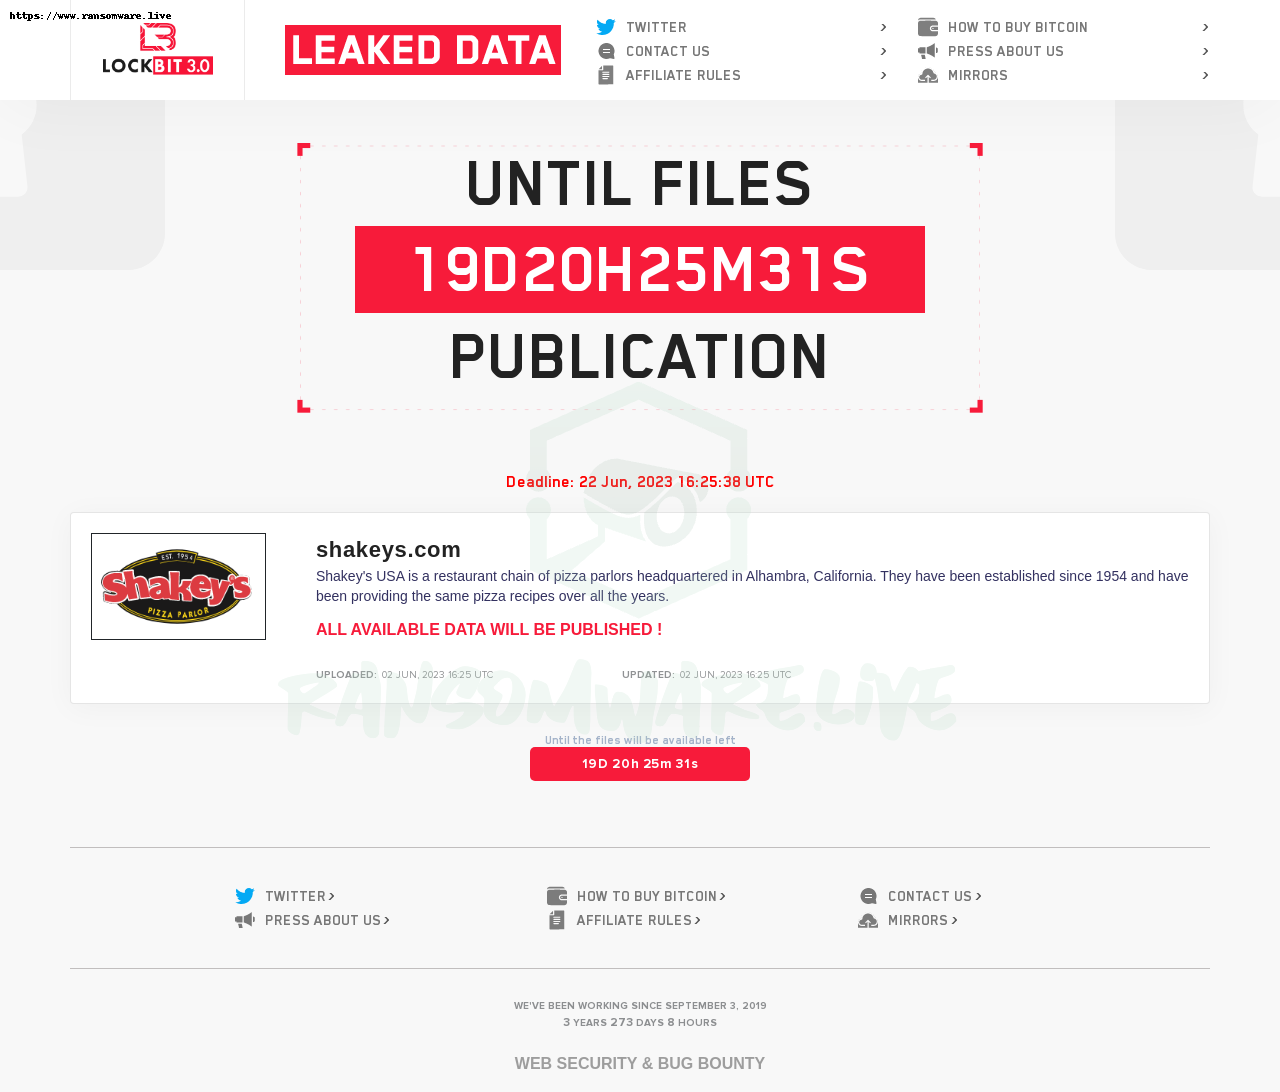 https://www.ransomware.live
LOCKBIT 3.0
LEAKED DATA
TWITTER >
CONTACT US >
AFFILIATE RULES >
HOW TO BUY BITCOIN >
PRESS ABOUT US >
MIRRORS >
UNTIL FILES
19D20H25M31S
PUBLICATION
Deadline: 22 Jun, 2023 16:25:38 UTC
EST. 1954
Shakey's
PIZZA PARLOR
shakeys.com
Shakey's USA is a restaurant chain of pizza parlors headquartered in Alhambra, California. They have been established since 1954 and have
been providing the same pizza recipes over all the years.
ALL AVAILABLE DATA WILL BE PUBLISHED !
UPLOADED: 02 JUN, 2023 16:25 UTC
UPDATED: 02 JUN, 2023 16:25 UTC
RANSOMWARE.LIVE
Until the files will be available left
19D 20h 25m 31s
TWITTER >
HOW TO BUY BITCOIN >
CONTACT US >
PRESS ABOUT US >
AFFILIATE RULES >
MIRRORS >
WE'VE BEEN WORKING SINCE SEPTEMBER 3, 2019
3 YEARS 273 DAYS 8 HOURS
WEB SECURITY & BUG BOUNTY